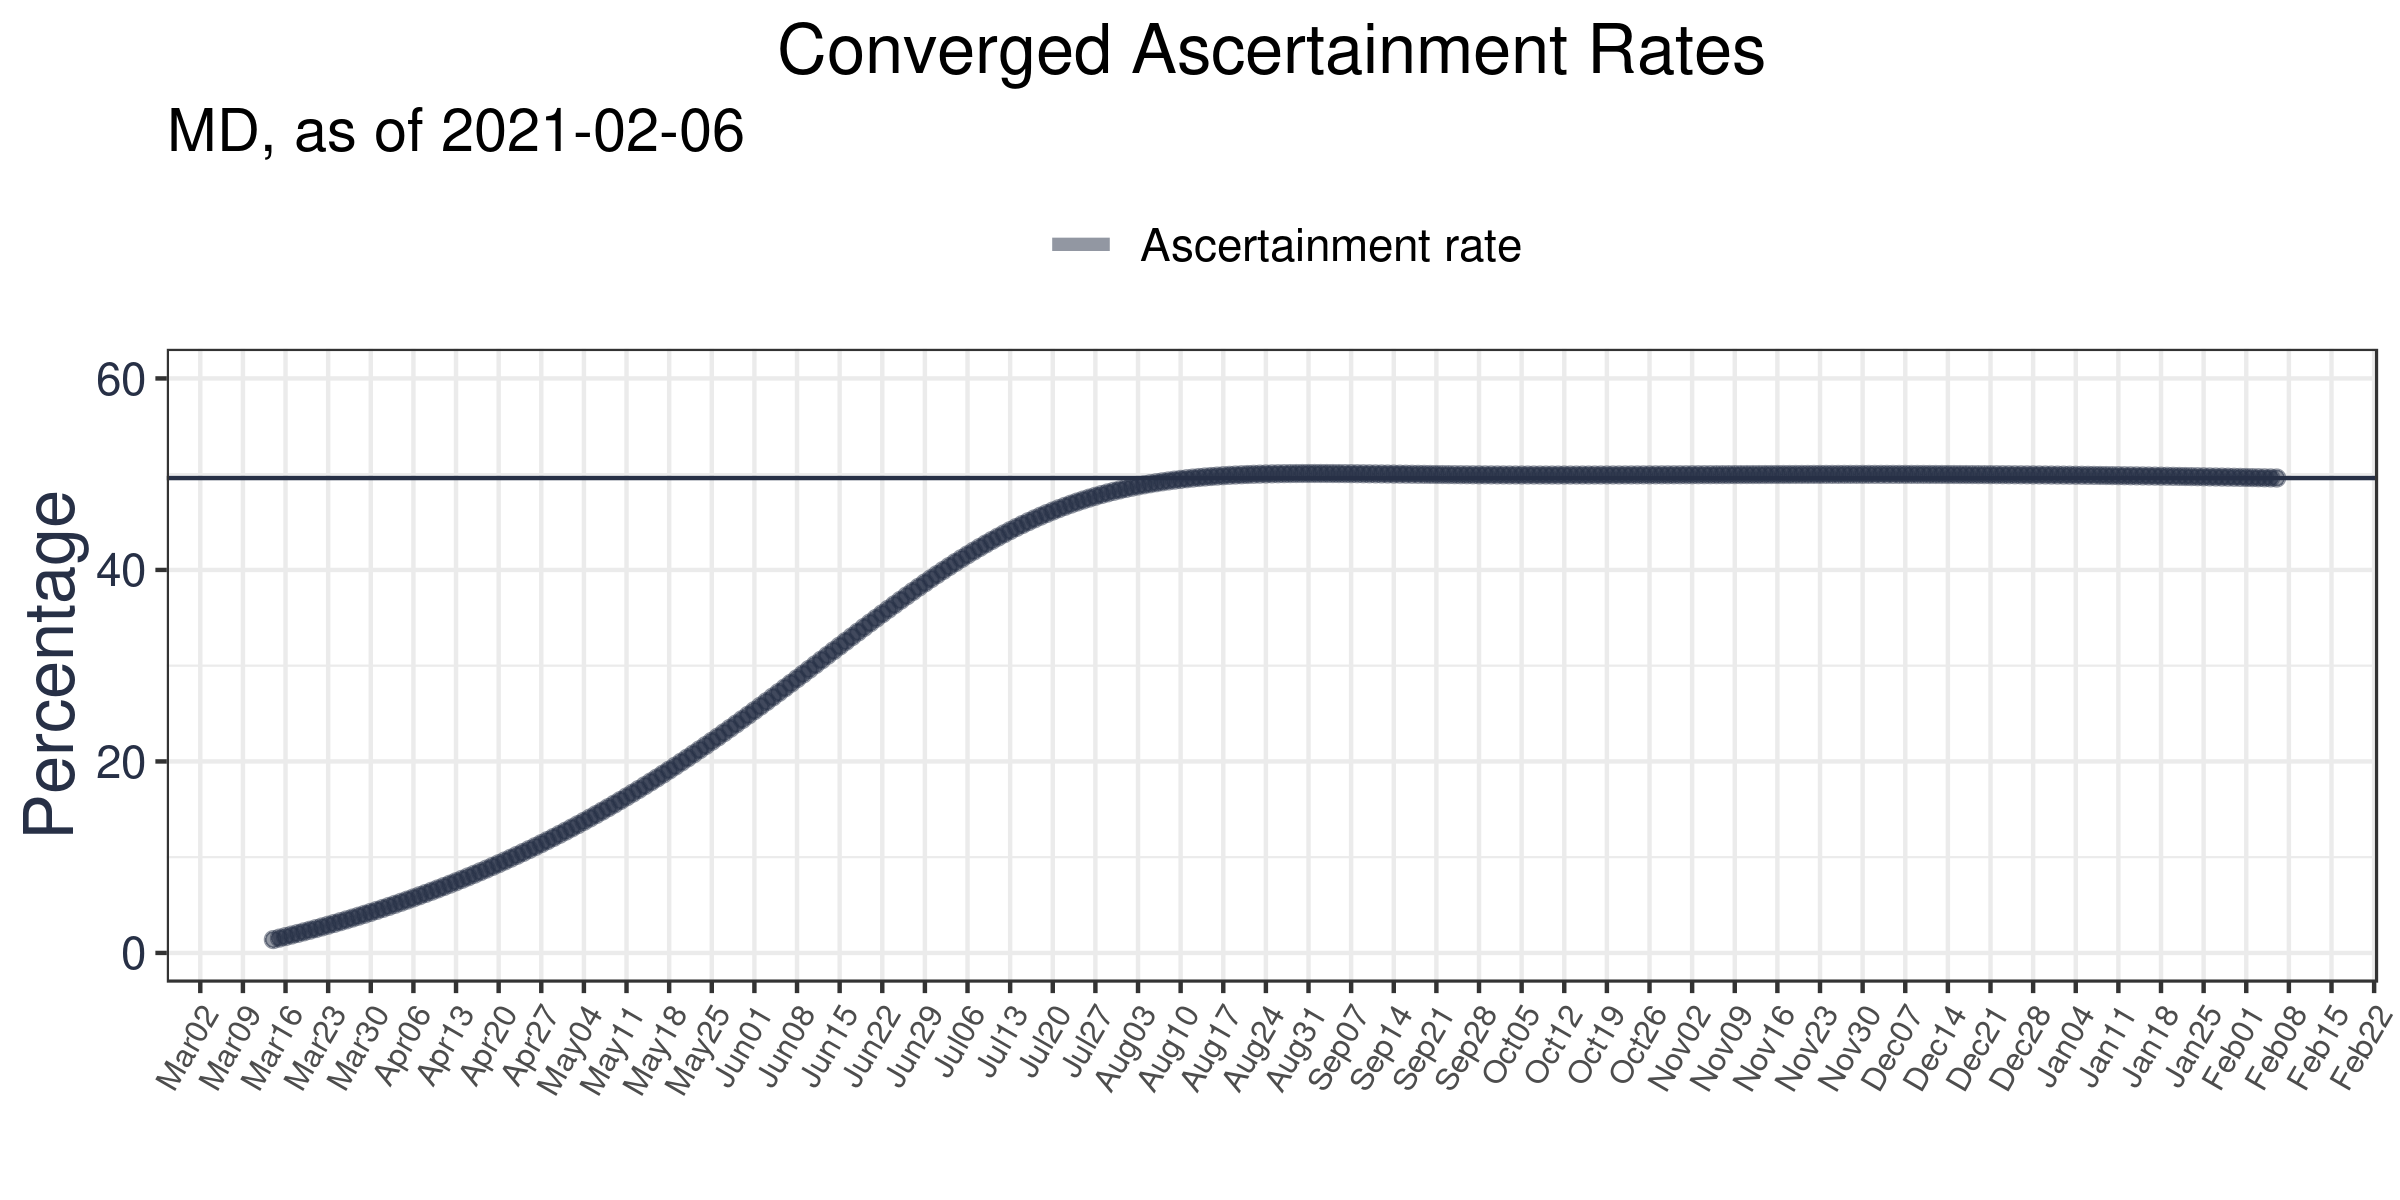 Converged Ascertainment Rates
MD, as of 2021-02-06
Ascertainment rate
Percentage
60
40
20
0
Mar02
Mar09
Mar16
Mar23
Mar30
Apr06
Apr13
Apr20
Apr27
May04
May11
May18
May25
Jun01
Jun08
Jun15
Jun22
Jun29
Jul06
Jul13
Jul20
Jul27
Aug03
Aug10
Aug17
Aug24
Aug31
Sep07
Sep14
Sep21
Sep28
Oct05
Oct12
Oct19
Oct26
Nov02
Nov09
Nov16
Nov23
Nov30
Dec07
Dec14
Dec21
Dec28
Jan04
Jan11
Jan18
Jan25
Feb01
Feb08
Feb15
Feb22